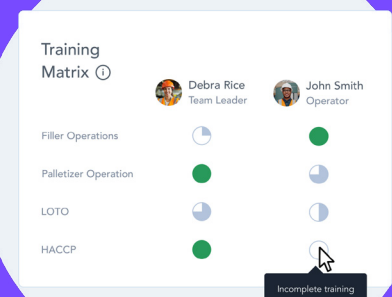 Training
Matrix
Debra Rice
Team Leader
John Smith
Operator
Filler Operations
Palletizer Operation
LOTO
HACCP
Incomplete training